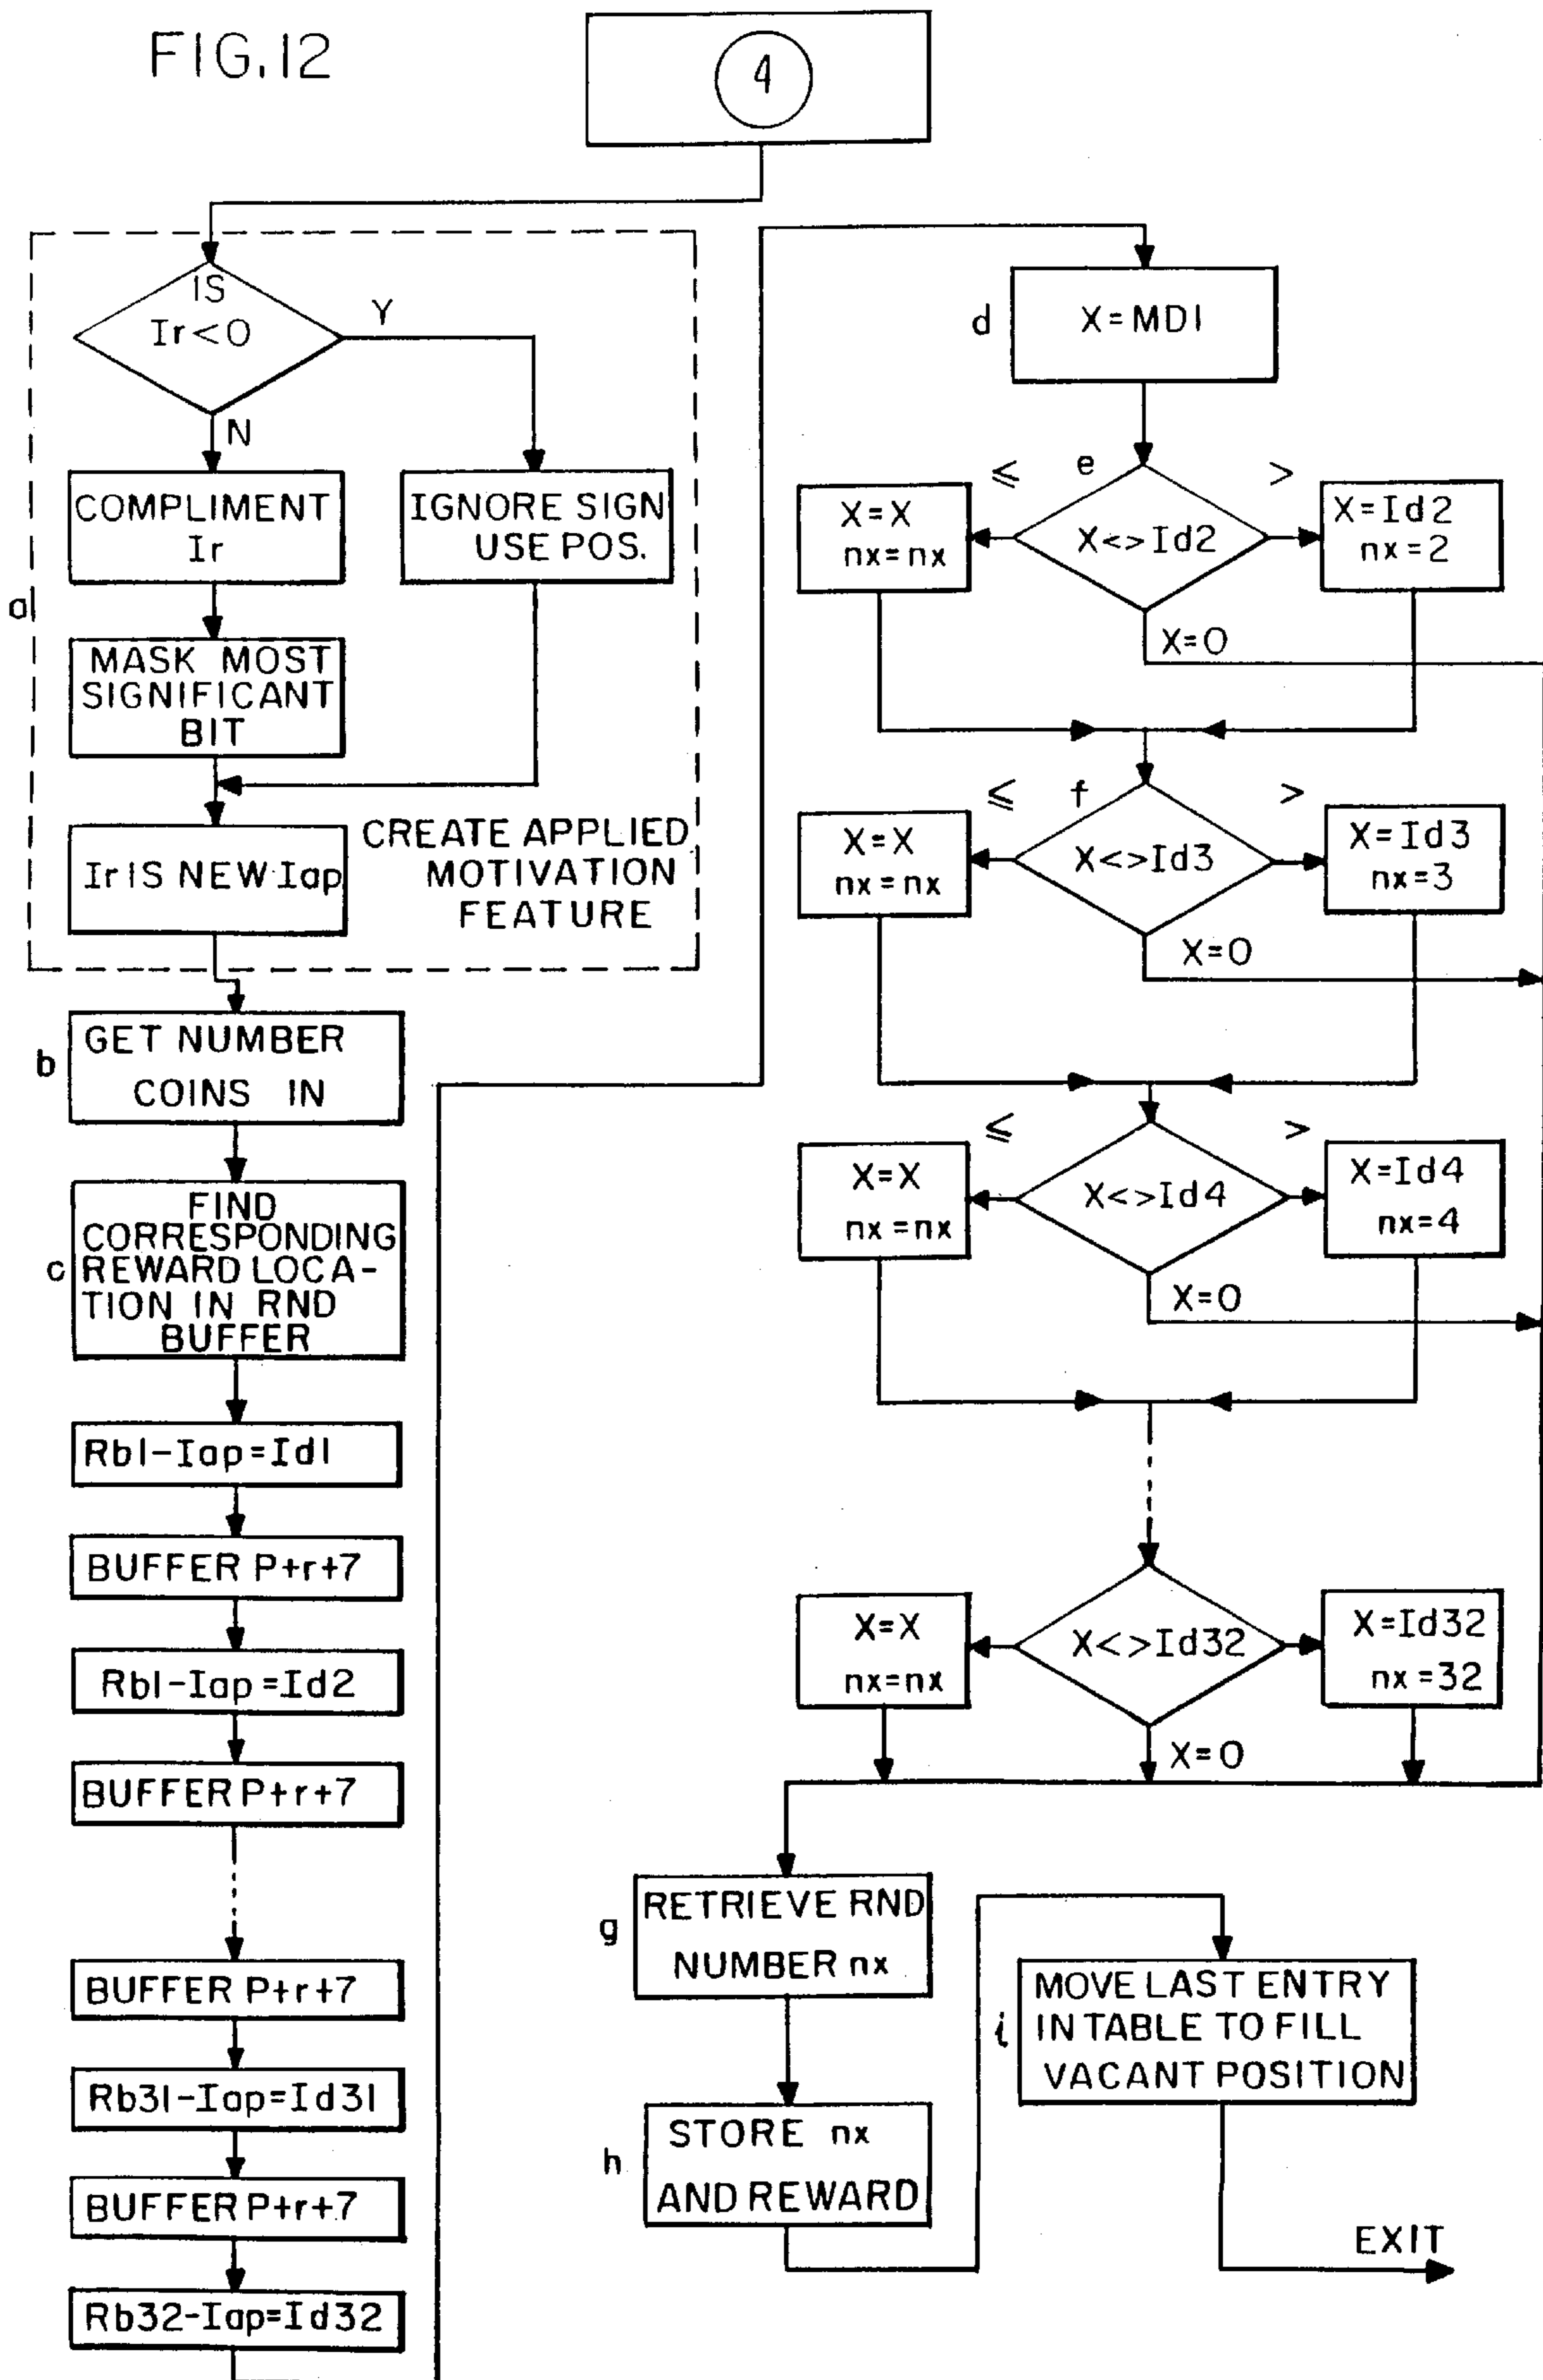 FIG.12
4
IS
Ir<0
Y
N
COMPLIMENT
Ir
IGNORE SIGN
USE POS.
a
MASK MOST
SIGNIFICANT
BIT
Ir IS NEW Iap
CREATE APPLIED
MOTIVATION
FEATURE
b
GET NUMBER
COINS IN
c
FIND
CORRESPONDING
REWARD LOCA-
TION IN RND
BUFFER
Rb1-Iap=Id1
BUFFER P+r+7
Rb1-Iap=Id2
BUFFER P+r+7
BUFFER P+r+7
Rb31-Iap=Id31
BUFFER P+r+7
Rb32-Iap=Id32
d
X=MD1
≤
e
>
X=X
nx=nx
X<>Id2
X=Id2
nx=2
X=0
≤
f
>
X=X
nx=nx
X<>Id3
X=Id3
nx=3
X=0
≤
>
X=X
nx=nx
X<>Id4
X=Id4
nx=4
X=0
X=X
nx=nx
X<>Id32
X=Id32
nx=32
X=0
g
RETRIEVE RND
NUMBER nx
h
STORE nx
AND REWARD
i
MOVE LAST ENTRY
IN TABLE TO FILL
VACANT POSITION
EXIT